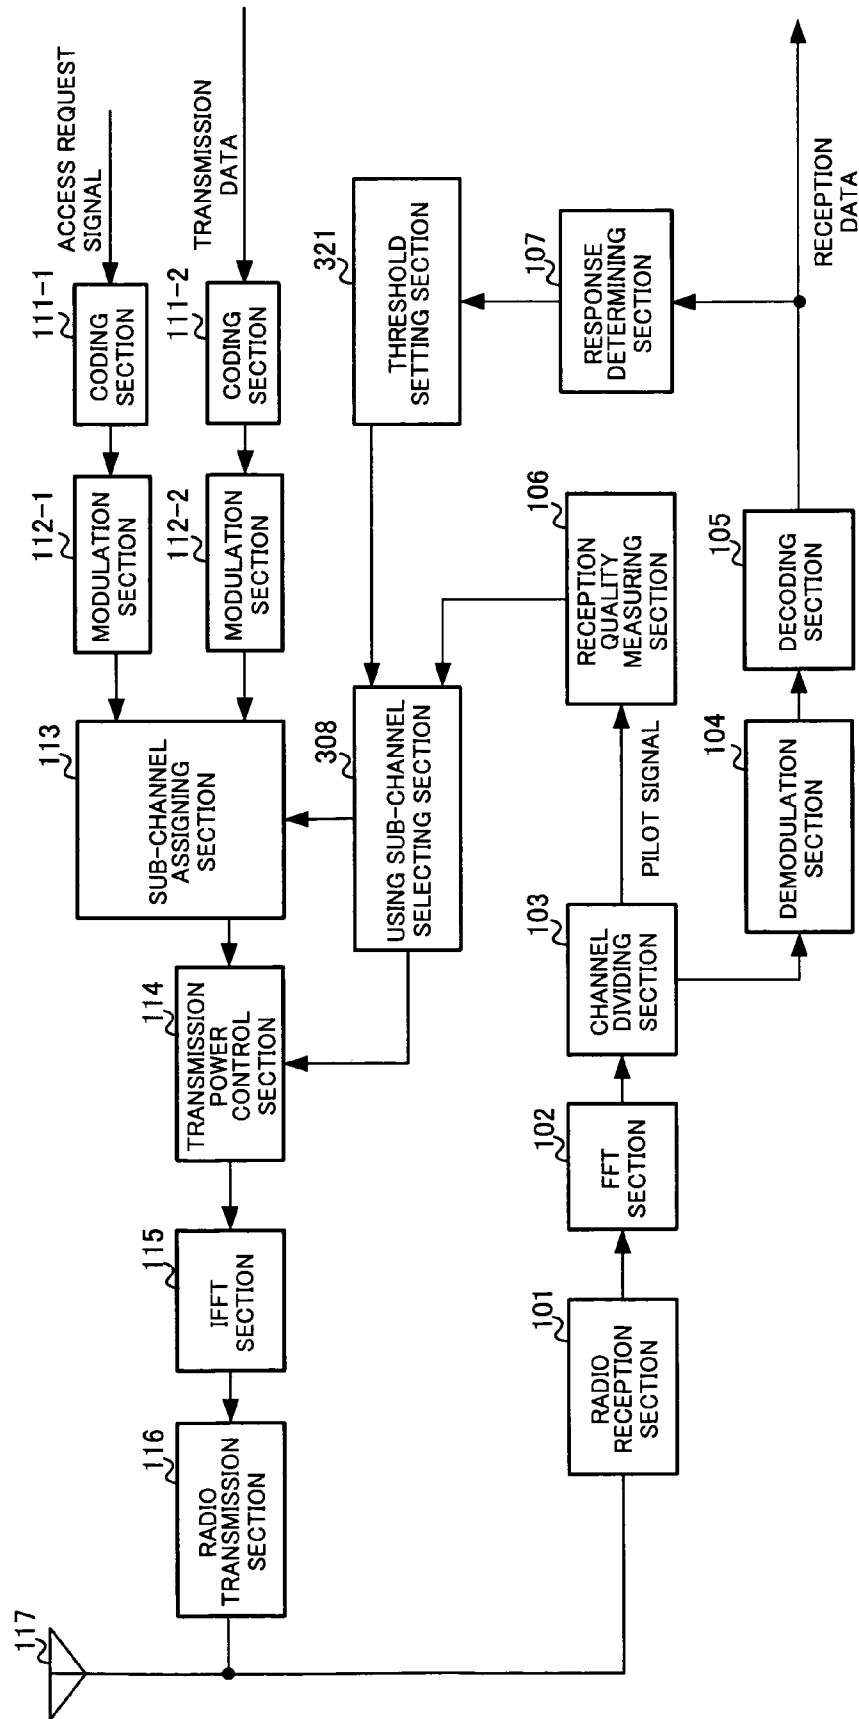 117
116
RADIO
TRANSMISSION
SECTION
115
IFFT
SECTION
114
TRANSMISSION
POWER
CONTROL
SECTION
113
SUB-CHANNEL
ASSIGNING
SECTION
112-1
MODULATION
SECTION
111-1
CODING
SECTION
ACCESS REQUEST
SIGNAL
112-2
MODULATION
SECTION
111-2
CODING
SECTION
TRANSMISSION
DATA
308
USING SUB-CHANNEL
SELECTING SECTION
321
THRESHOLD
SETTING SECTION
101
RADIO
RECEPTION
SECTION
102
FFT
SECTION
103
CHANNEL
DIVIDING
SECTION
PILOT SIGNAL
106
RECEPTION
QUALITY
MEASURING
SECTION
107
RESPONSE
DETERMINING
SECTION
104
DEMODULATION
SECTION
105
DECODING
SECTION
RECEPTION
DATA